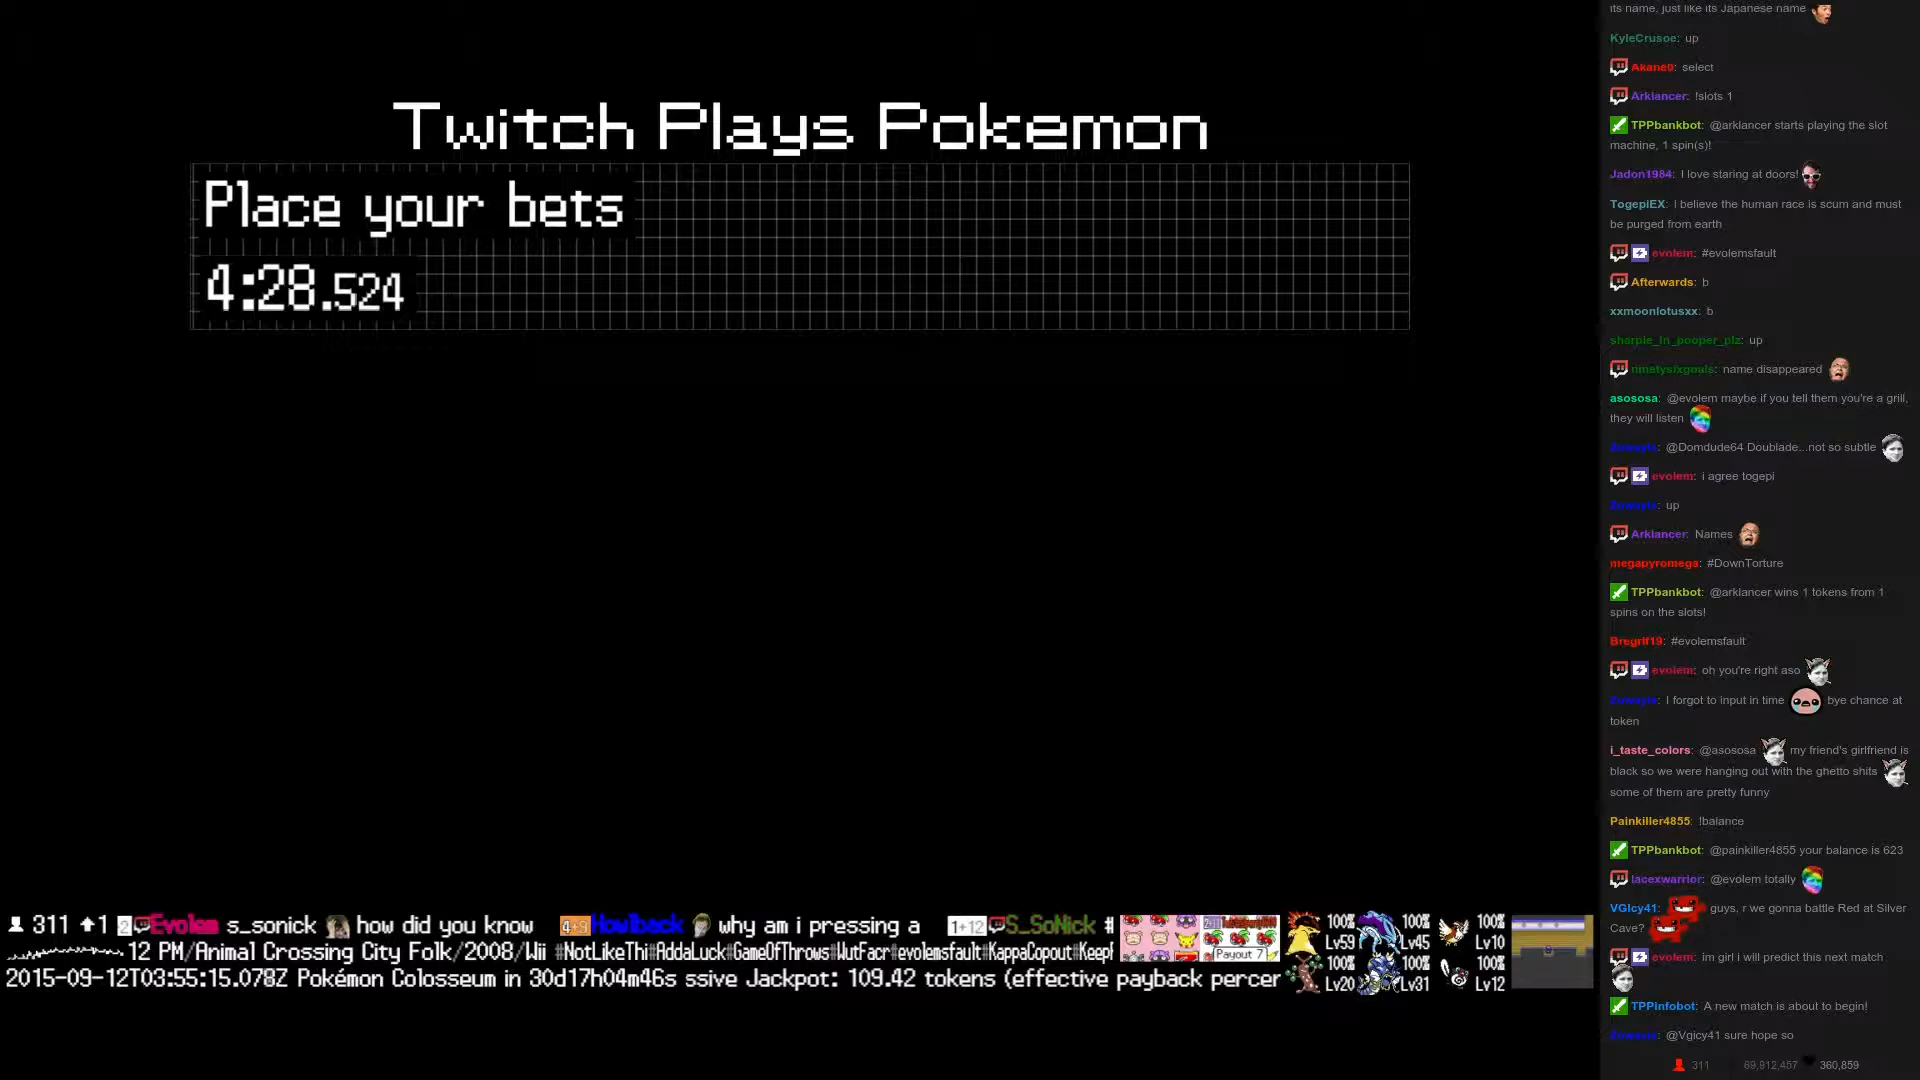 Twitch Plays Pokemon
Place your bets
4:28.524
its name, just like its Japanese name
KyleCrusoe: up
Akane0: select
Arklancer: !slots 1
TPPbankbot: @arklancer starts playing the slot
machine, 1 spin(s)!
Jadon1984: I love staring at doors!
TogepiEX: I believe the human race is scum and must
be purged from earth
evolem: #evolemsfault
Afterwards: b
xxmoonlotusxx: b
sharpie_in_pooper_plz: up
ninetysixgoals: name disappeared
asososa: @evolem maybe if you tell them you're a grill,
they will listen
@Domdude64 Doublade...not so subtle
evolem: i agree togepi
up
Arklancer: Names
megapyromega: #DownTorture
TPPbankbot: @arklancer wins 1 tokens from 1
spins on the slots!
Bregrif19: #evolemsfault
evolem: oh you're right aso
I forgot to input in time bye chance at
token
i_taste_colors: @asososa my friend's girlfriend is
black so we were hanging out with the ghetto shits
some of them are pretty funny
Painkiller4855: !balance
TPPbankbot: @painkiller4855 your balance is 623
lacexwarrior: @evolem totally
VGIcy41: guys, r we gonna battle Red at Silver
Cave?
evolem: im girl i will predict this next match
TPPInfobot: A new match is about to begin!
@Vgicy41 sure hope so
311 69,912,457 360,859
311 1 2 Evolem s_sonick how did you know 4+9 Howlback why am i pressing a 1+12 S_SoNick #
12 PM/Animal Crossing City Folk/2008/Wii #NotLikeThi#AddaLuck#GameOfThrows#WutFacr#evolemsfault#KappaCopout#Keepf
2015-09-12T03:55:15.078Z Pokémon Colosseum in 30d17h04m46s ssive Jackpot: 109.42 tokens (effective payback percer
Payout 7
100% Lv59 100% Lv45 100% Lv10
100% Lv20 100% Lv31 100% Lv12